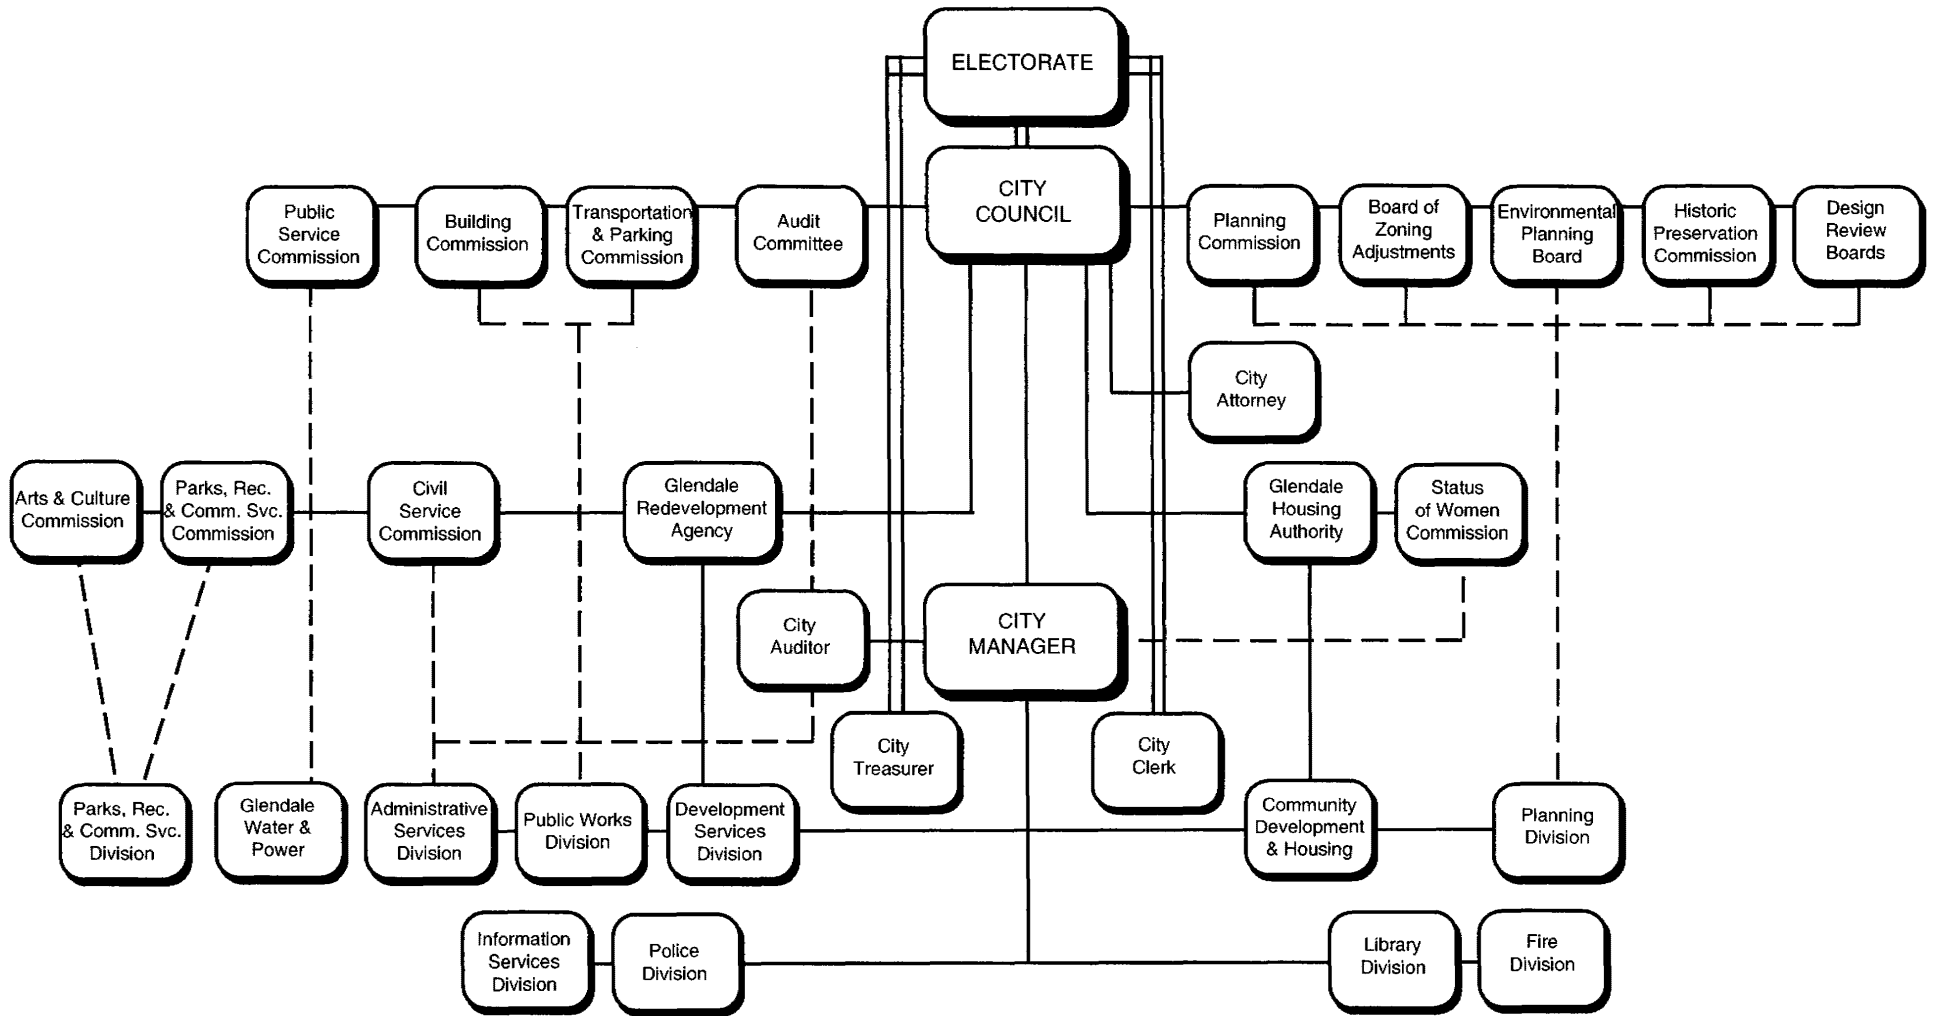 ELECTORATE
CITY
COUNCIL
Public
Service
Commission
Building
Commission
Transportation
& Parking
Commission
Audit
Committee
Planning
Commission
Board of
Zoning
Adjustments
Environmental
Planning
Board
Historic
Preservation
Commission
Design
Review
Boards
City
Attorney
Arts & Culture
Commission
Parks, Rec.
& Comm. Svc.
Commission
Civil
Service
Commission
Glendale
Redevelopment
Agency
Glendale
Housing
Authority
Status
of Women
Commission
City
Auditor
CITY
MANAGER
City
Treasurer
City
Clerk
Parks, Rec.
& Comm. Svc.
Division
Glendale
Water &
Power
Administrative
Services
Division
Public Works
Division
Development
Services
Division
Community
Development
& Housing
Planning
Division
Information
Services
Division
Police
Division
Library
Division
Fire
Division